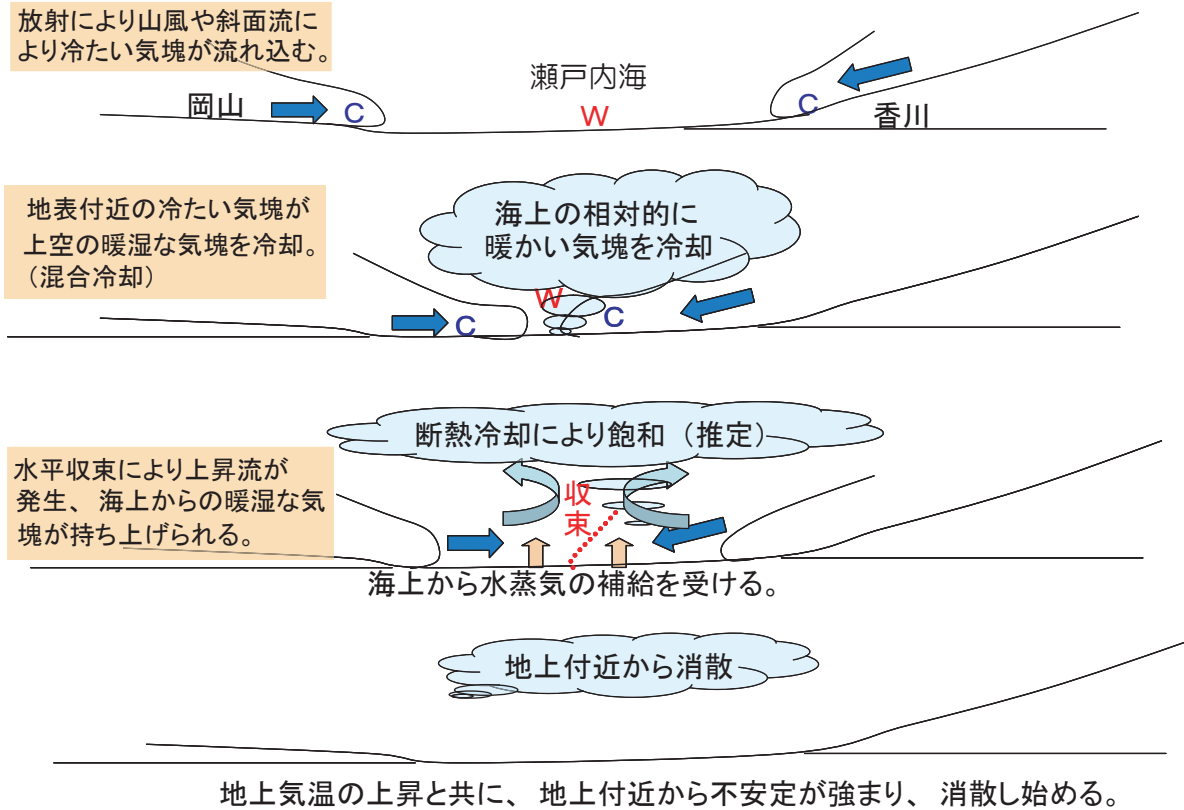 放射により山風や斜面流に
より冷たい気塊が流れ込む。
瀬戸内海
岡山
C
W
C
香川
地表付近の冷たい気塊が
上空の暖湿な気塊を冷却。
（混合冷却）
海上の相対的に
暖かい気塊を冷却
W
C
C
断熱冷却により飽和（推定）
水平収束により上昇流が
発生、海上からの暖湿な気
塊が持ち上げられる。
収
束
海上から水蒸気の補給を受ける。
地上付近から消散
地上気温の上昇と共に、地上付近から不安定が強まり、消散し始める。